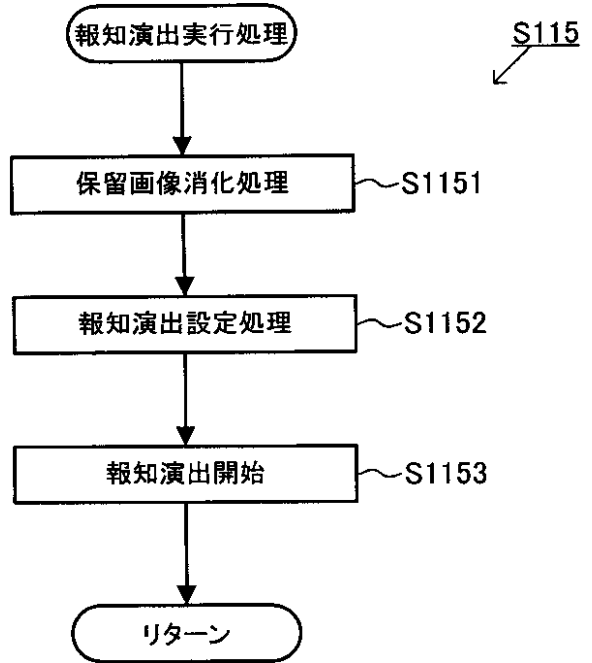 報知演出実行処理
S115
保留画像消化処理
S1151
報知演出設定処理
S1152
報知演出開始
S1153
リターン